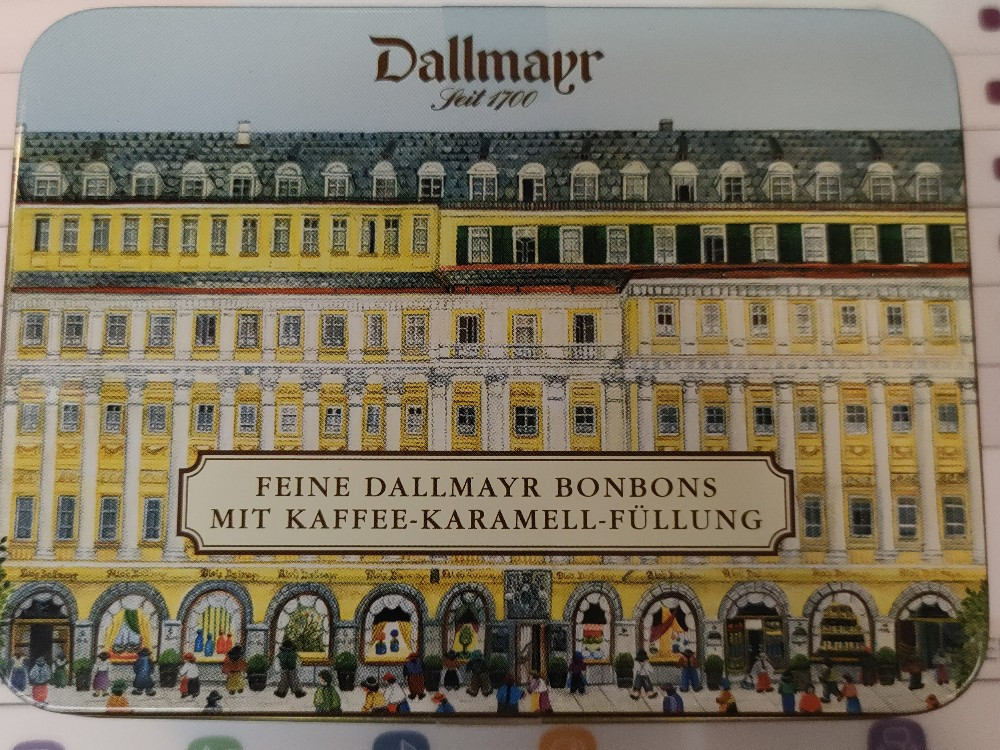 Dallmayr
Seit 1700
FEINE DALLMAYR BONBONS
MIT KAFFEE-KARAMELL-FÜLLUNG